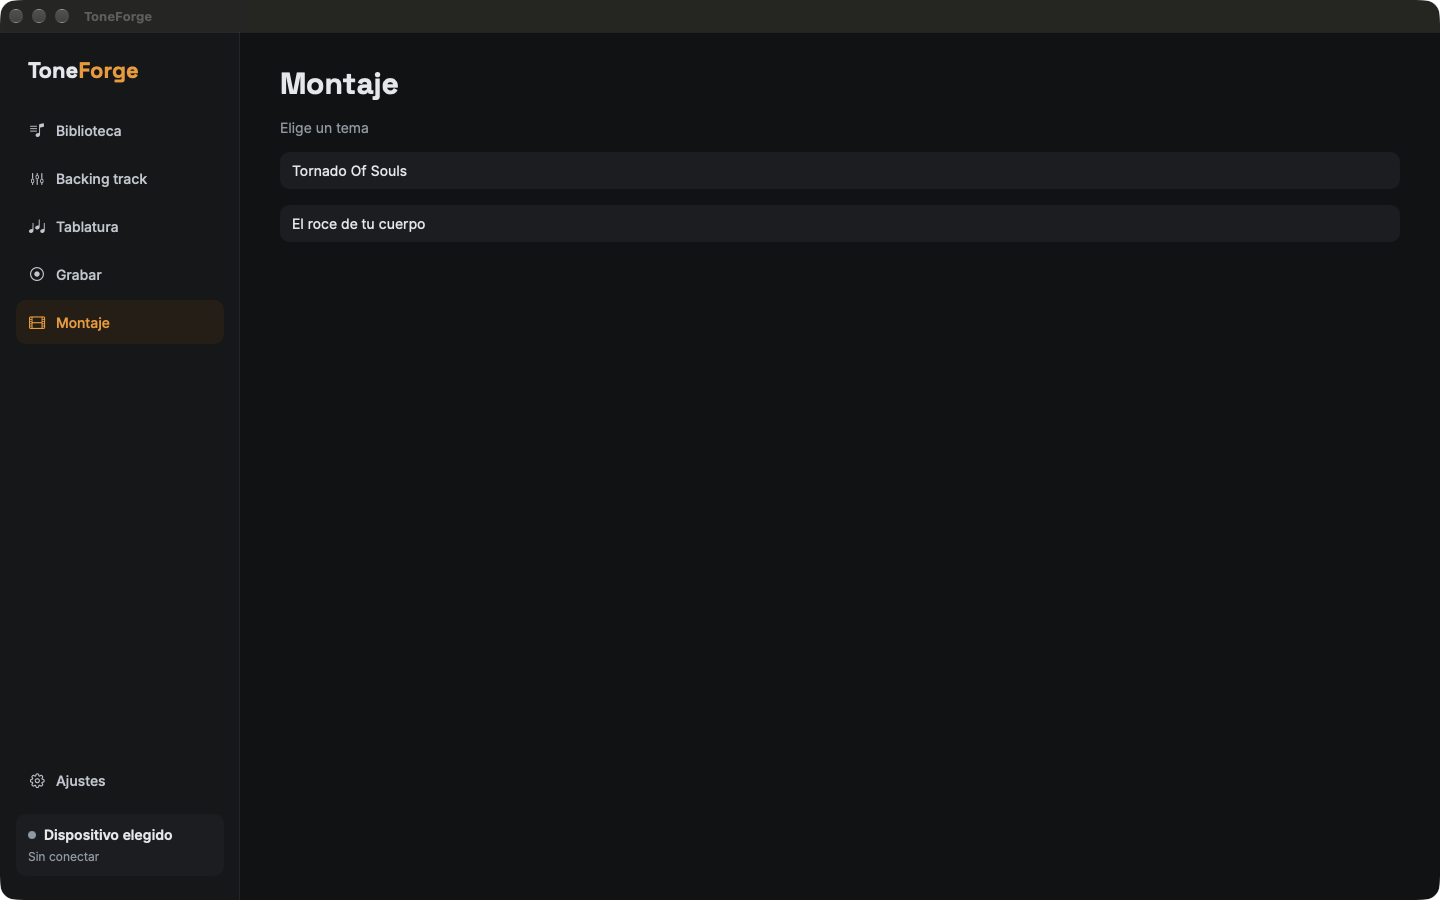 ToneForge
ToneForge
Biblioteca
Backing track
Tablatura
Grabar
Montaje
Ajustes
Dispositivo elegido
Sin conectar
Montaje
Elige un tema
Tornado Of Souls
El roce de tu cuerpo